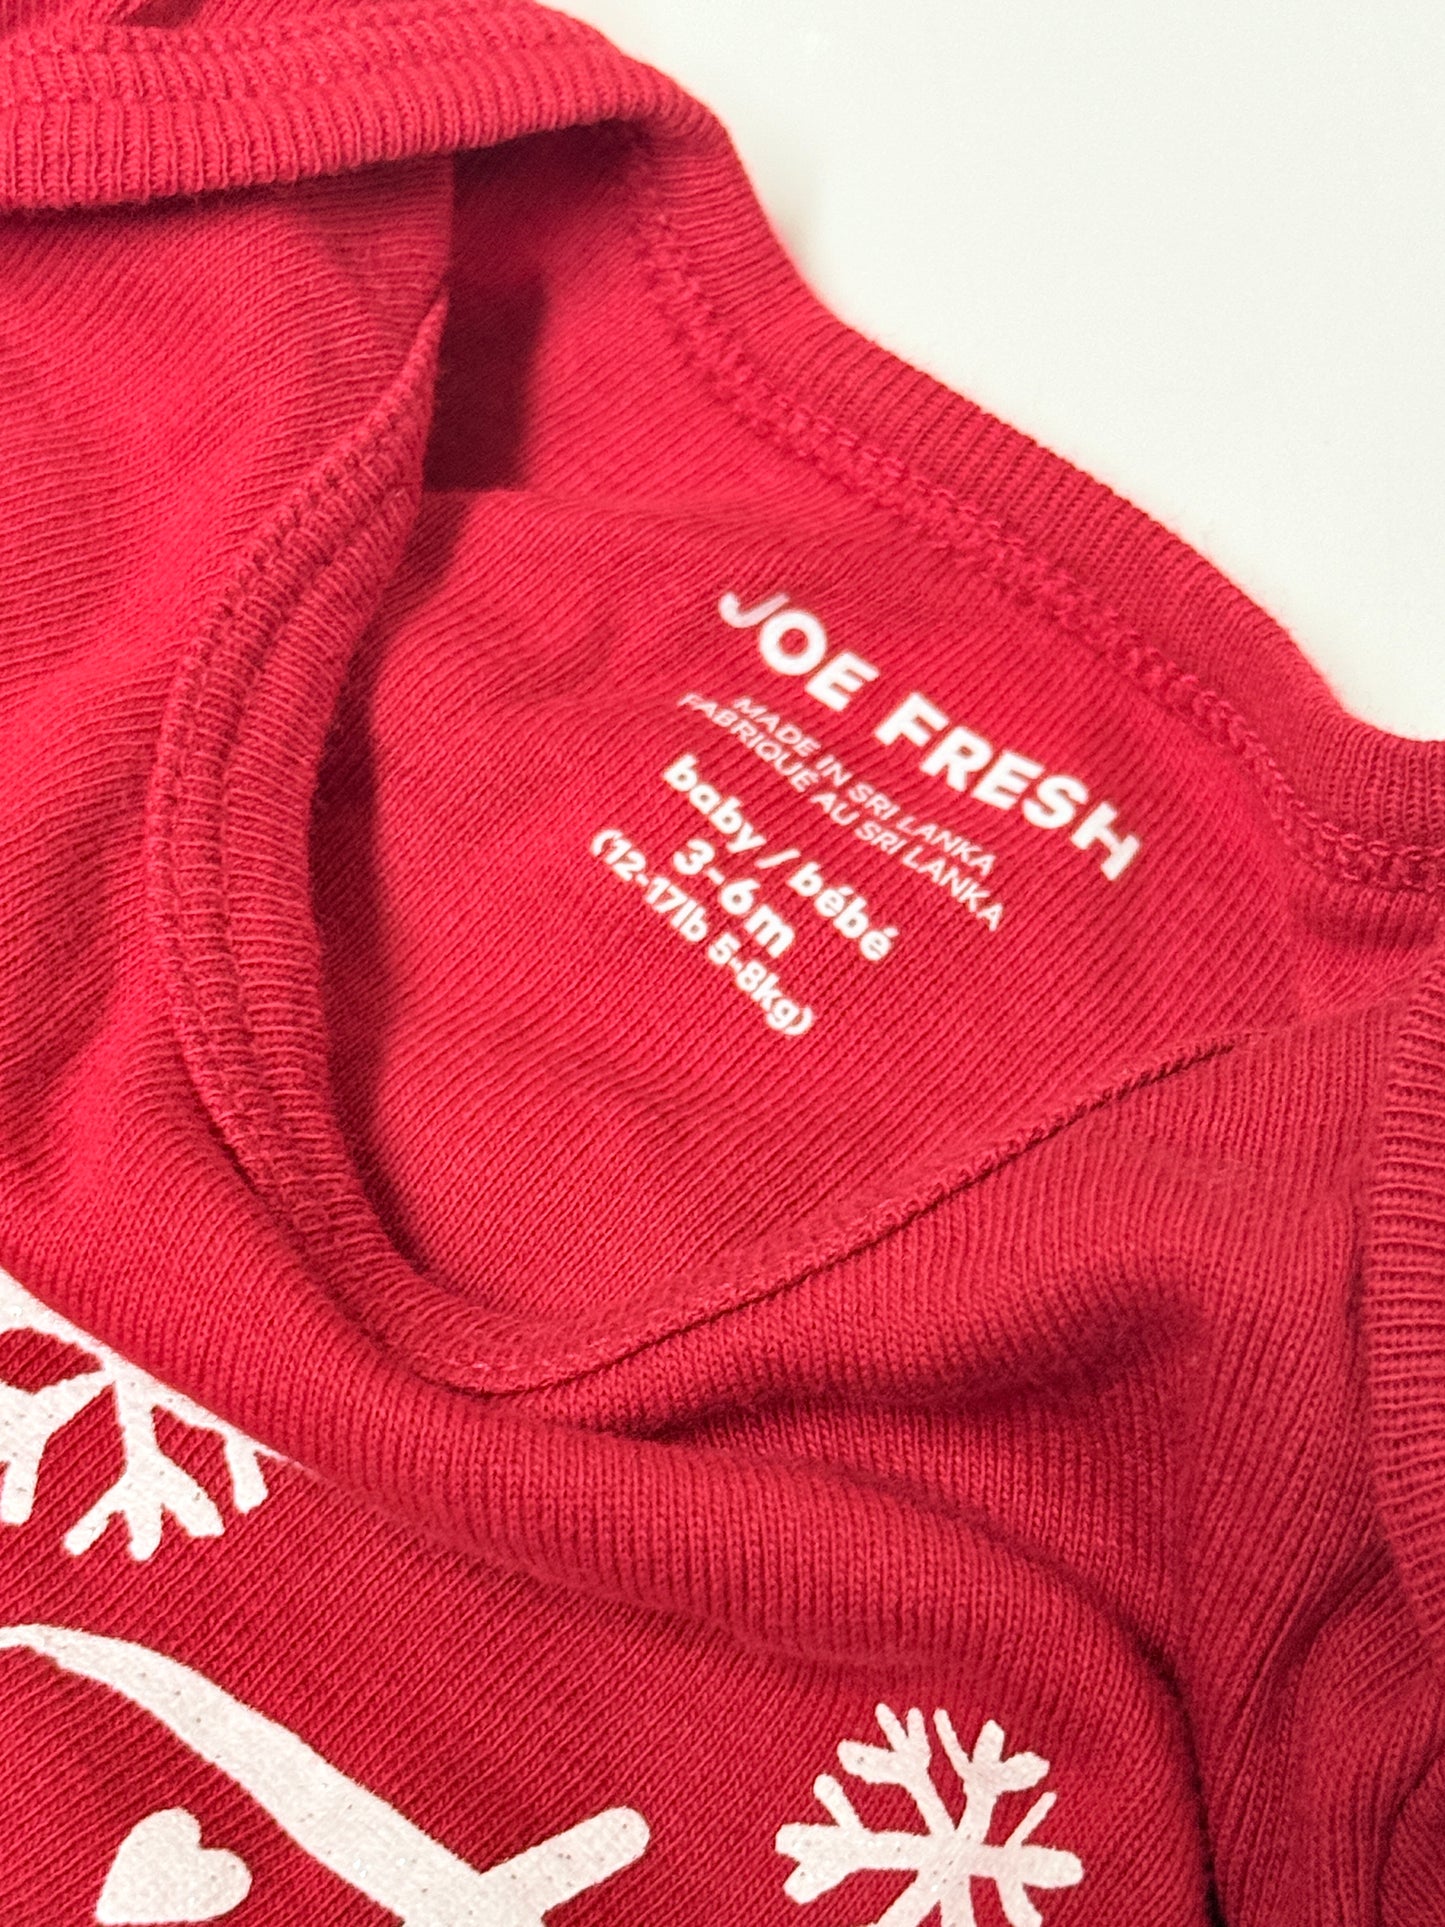 JOE FRESH
MADE IN SRI LANKA
FABRIQUÉ AU SRI LANKA
baby / bébé
3-6m
(12-17lb 5-8kg)